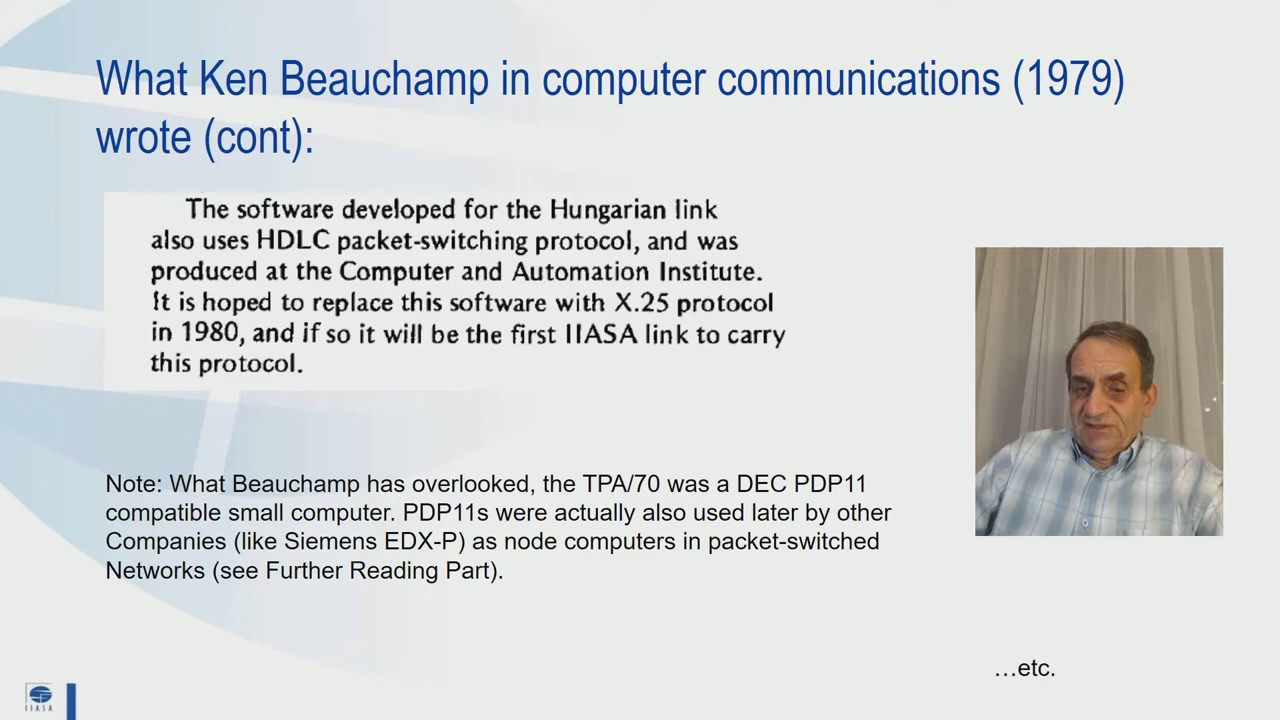 What Ken Beauchamp in computer communications (1979)
wrote (cont):
The software developed for the Hungarian link
also uses HDLC packet-switching protocol, and was
produced at the Computer and Automation Institute.
It is hoped to replace this software with X.25 protocol
in 1980, and if so it will be the first IIASA link to carry
this protocol.
Note: What Beauchamp has overlooked, the TPA/70 was a DEC PDP11
compatible small computer. PDP11s were actually also used later by other
Companies (like Siemens EDX-P) as node computers in packet-switched
Networks (see Further Reading Part).
…etc.
IIASA